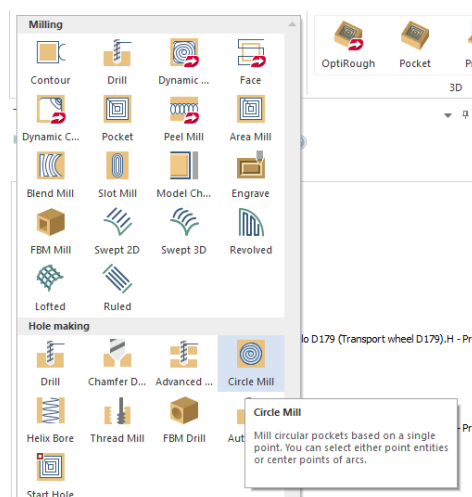 Milling
Contour Drill Dynamic ... Face
Dynamic C... Pocket Peel Mill Area Mill
Blend Mill Slot Mill Model Ch... Engrave
FBM Mill Swept 2D Swept 3D Revolved
Lofted Ruled
Hole making
Drill Chamfer D... Advanced ... Circle Mill
Helix Bore Thread Mill FBM Drill Aut
Start Hole
OptiRough Pocket
3D
lo D179 (Transport wheel D179).H - Pr
Circle Mill
Mill circular pockets based on a single
point. You can select either point entities
or center points of arcs.
Pr